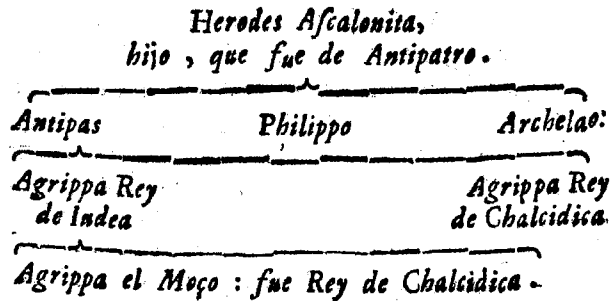 Herodes Aſcalonita,
hijo, que fue de Antipatro.
Antipas Philippo Archelao:
Agrippa Rey de Indea Agrippa Rey de Chalcidica.
Agrippa el Moço : fue Rey de Chalcidica.